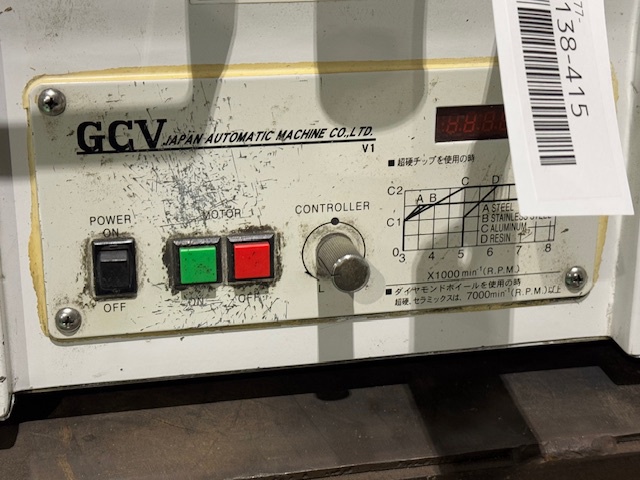 77-
138-415
GCV JAPAN AUTOMATIC MACHINE CO,LTD.
V1
■超硬チップを使用の時
POWER
ON
OFF
MOTOR
ON
OFF
CONTROLLER
L
C2
C1
0
A B C D
A STEEL
B STAINLESS STEEL
C ALUMINUM
D RESIN
3 4 5 6 7 8
X1000min⁻¹(R.P.M.)
■ダイヤモンドホイールを使用の時
超硬、セラミックスは、7000min⁻¹(R.P.M.)以上